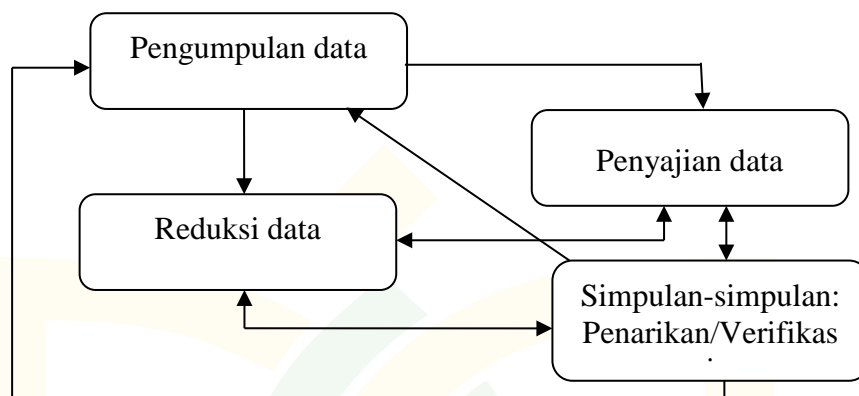 Pengumpulan data
Penyajian data
Reduksi data
Simpulan-simpulan:
Penarikan/Verifikas